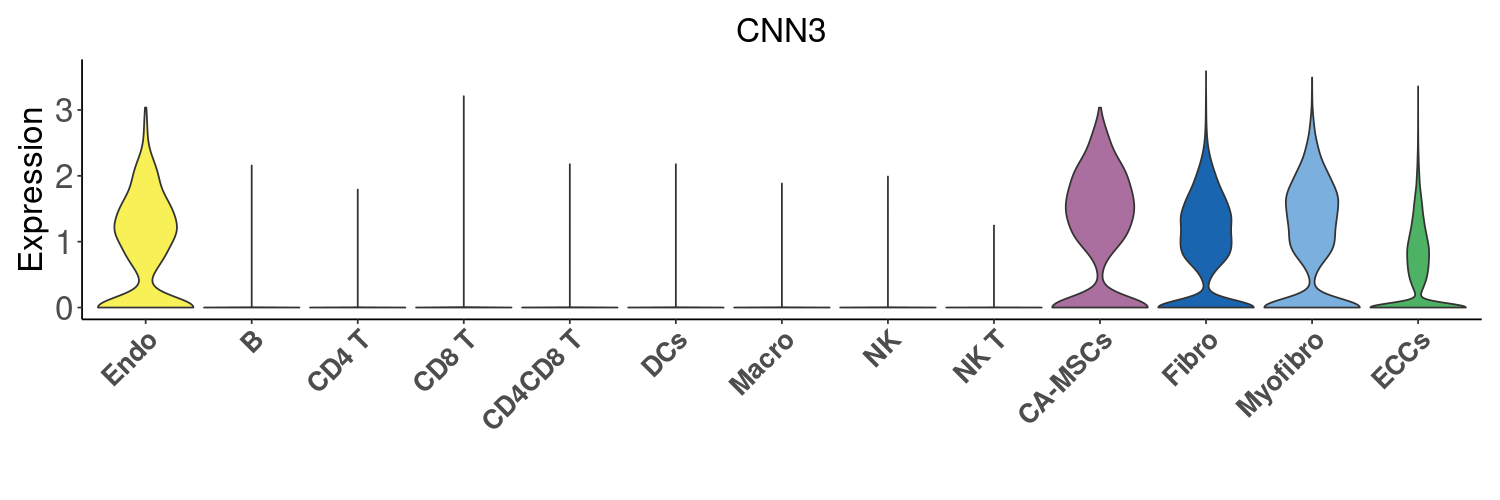 CNN3
Expression
3
2
1
0
Endo
B
CD4 T
CD8 T
CD4CD8 T
DCs
Macro
NK
NK T
CA-MSCs
Fibro
Myofibro
ECCs